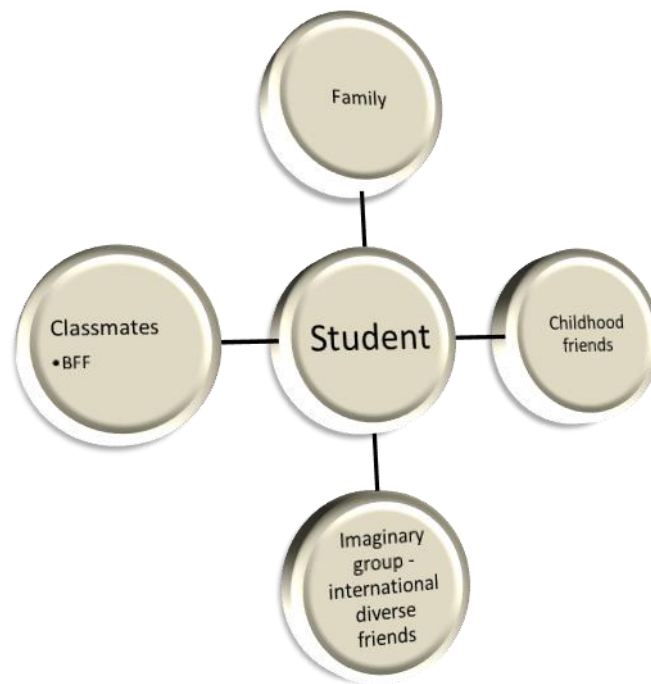 Family
Classmates
•BFF
Student
Childhood
friends
Imaginary
group -
international
diverse
friends